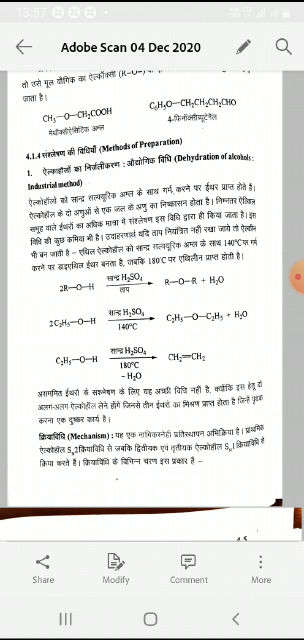 13:57
Adobe Scan 04 Dec 2020
तो उसे मूल यौगिक का ऐल्कॉक्सी (R–O–)
जाता है।
CH₃–O–CH₂COOH
C₆H₅O–CH₂CH₂CH₂CHO
मेथॉक्सीऐसिटिक अम्ल
4-फिनॉक्सीब्यूटेनैल
4.1.4 संश्लेषण की विधियाँ (Methods of Preparation)
1. ऐल्कोहॉलों का निर्जलीकरण : औद्योगिक विधि (Dehydration of alcohols:
Industrial method)
ऐल्कोहॉलों को सान्द्र सल्फ्यूरिक अम्ल के साथ गर्म करने पर ईथर प्राप्त होते हैं।
ऐल्कोहॉल के दो अणुओं से एक जल के अणु का निष्कासन होता है। निम्नतर ऐल्किल
समूह वाले ईथरों का अधिक मात्रा में संश्लेषण इस विधि द्वारा ही किया जाता है। इस
विधि की कुछ कमियां भी है। उदाहरणार्थ यदि ताप नियंत्रित नहीं रखा जाये तो ऐल्कीन
भी बन जाती है – एथिल ऐल्कोहॉल को सान्द्र सल्फ्यूरिक अम्ल के साथ 140°C पर गर्म
करने पर डाइएथिल ईथर बनता है, जबकि 180°C पर एथिलीन प्राप्त होती है।
सान्द्र H₂SO₄
2R–O–H ⟶ R–O–R + H₂O
ताप
सान्द्र H₂SO₄
2C₂H₅–O–H ⟶ C₂H₅–O–C₂H₅ + H₂O
140°C
सान्द्र H₂SO₄
C₂H₅–O–H ⟶ CH₂=CH₂
180°C
–H₂O
असममित ईथरों के संश्लेषण के लिए यह अच्छी विधि नहीं है, क्योंकि इस हेतु दो
अलग-अलग ऐल्कोहॉल लेने होंगे जिनसे तीन ईथरों का मिश्रण प्राप्त होता है जिन्हें पृथक
करना एक दुष्कर कार्य है।
क्रियाविधि (Mechanism) : यह एक नाभिकस्नेही प्रतिस्थापन अभिक्रिया है। प्राथमिक
ऐल्कोहॉल S_N2 क्रियाविधि से जबकि द्वितीयक एवं तृतीयक ऐल्कोहॉल S_N1 क्रियाविधि से
क्रिया करते हैं। क्रियाविधि के विभिन्न चरण इस प्रकार है –
Share
Modify
Comment
More